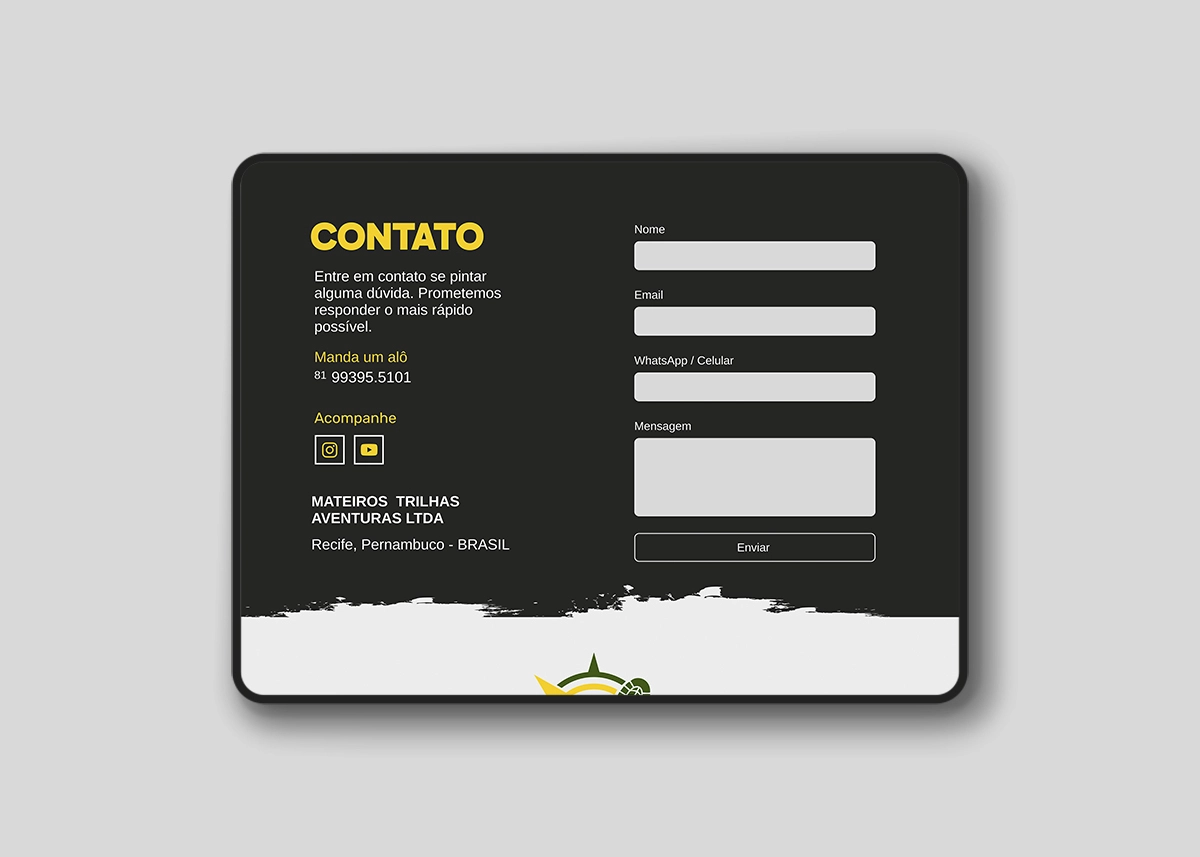 CONTATO
Entre em contato se pintar
alguma dúvida. Prometemos
responder o mais rápido
possível.
Manda um alô
81 99395.5101
Acompanhe
MATEIROS TRILHAS
AVENTURAS LTDA
Recife, Pernambuco - BRASIL
Nome
Email
WhatsApp / Celular
Mensagem
Enviar